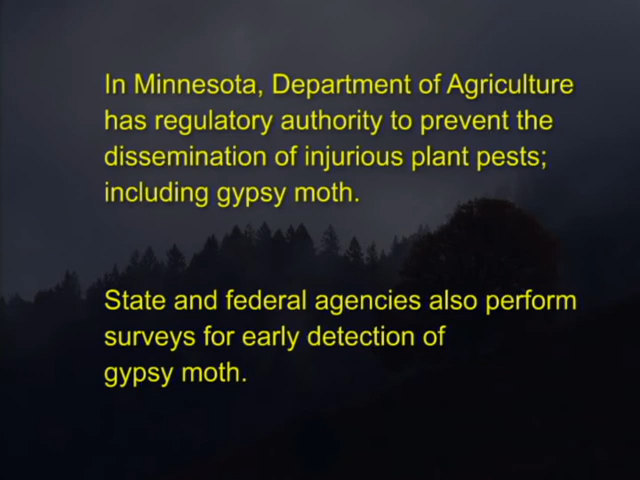 In Minnesota, Department of Agriculture
has regulatory authority to prevent the
dissemination of injurious plant pests;
including gypsy moth.
State and federal agencies also perform
surveys for early detection of
gypsy moth.